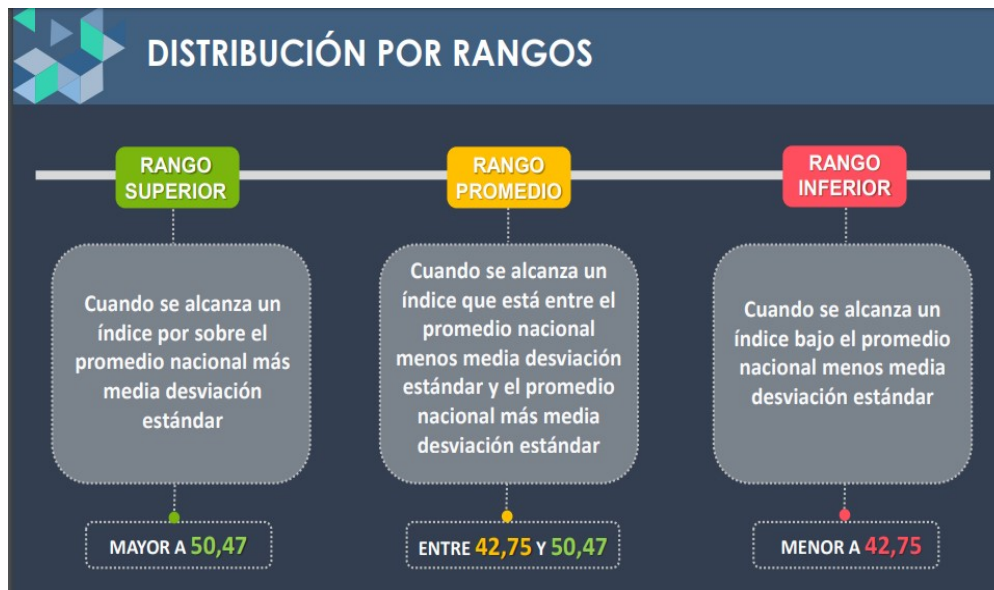 DISTRIBUCIÓN POR RANGOS
RANGO
SUPERIOR
Cuando se alcanza un
índice por sobre el
promedio nacional más
media desviación
estándar
MAYOR A 50,47
RANGO
PROMEDIO
Cuando se alcanza un
índice que está entre el
promedio nacional
menos media desviación
estándar y el promedio
nacional más media
desviación estándar
ENTRE 42,75 Y 50,47
RANGO
INFERIOR
Cuando se alcanza un
índice bajo el promedio
nacional menos media
desviación estándar
MENOR A 42,75